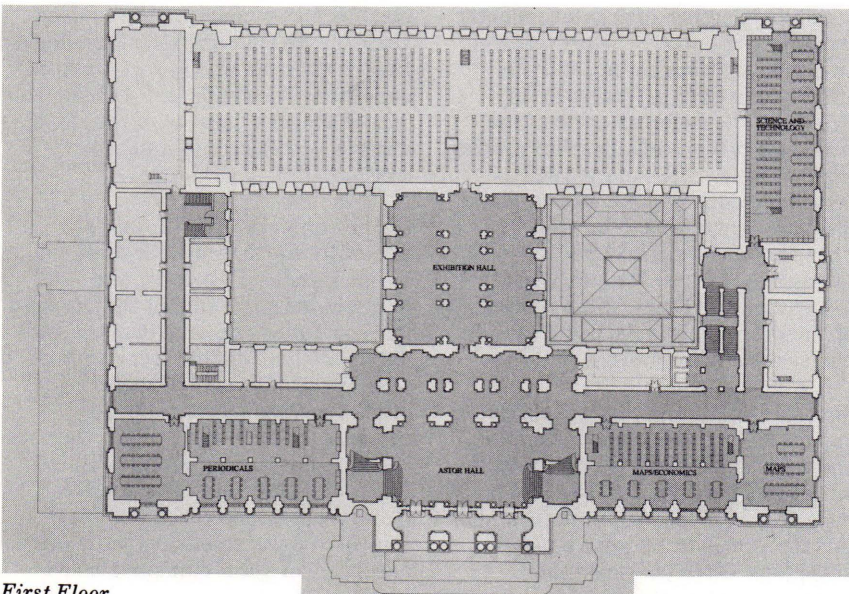 SCIENCE AND
TECHNOLOGY
EXHIBITION HALL
PERIODICALS
ASTOR HALL
MAPS/ECONOMICS
MAPS
First Floor